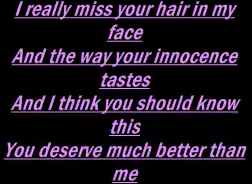 I really miss your hair in my
face
And the way your innocence
tastes
And I think you should know
this
You deserve much better than
me